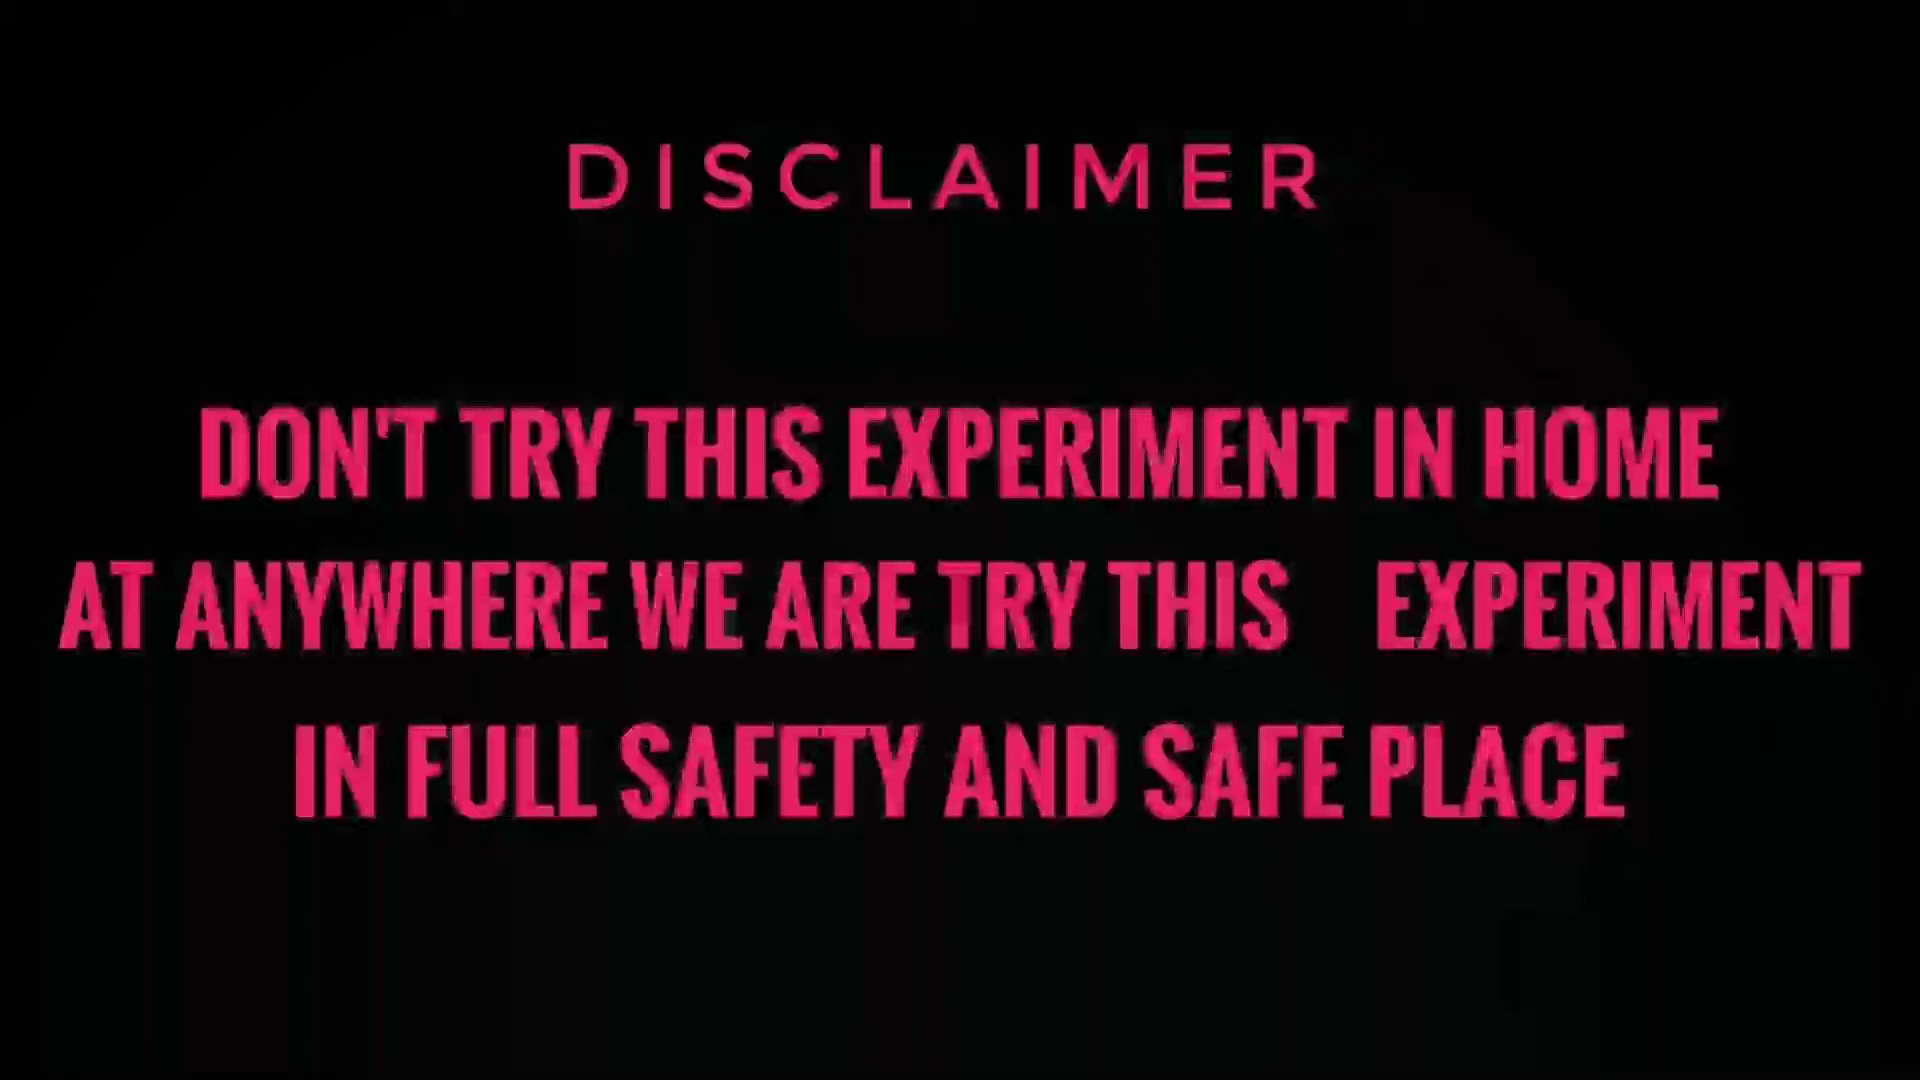 DISCLAIMER
DON'T TRY THIS EXPERIMENT IN HOME
AT ANYWHERE WE ARE TRY THIS EXPERIMENT
IN FULL SAFETY AND SAFE PLACE